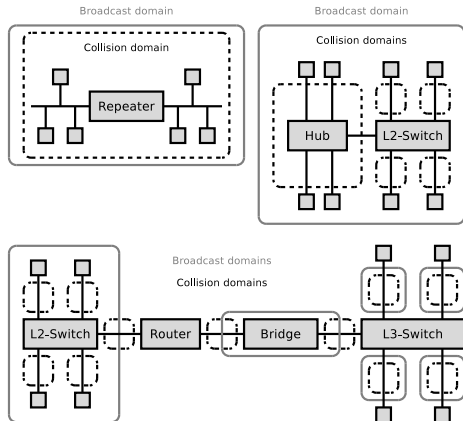 Broadcast domain
Broadcast domain
Collision domain
Collision domains
Repeater
Hub
L2-Switch
Broadcast domains
Collision domains
L2-Switch
Router
Bridge
L3-Switch